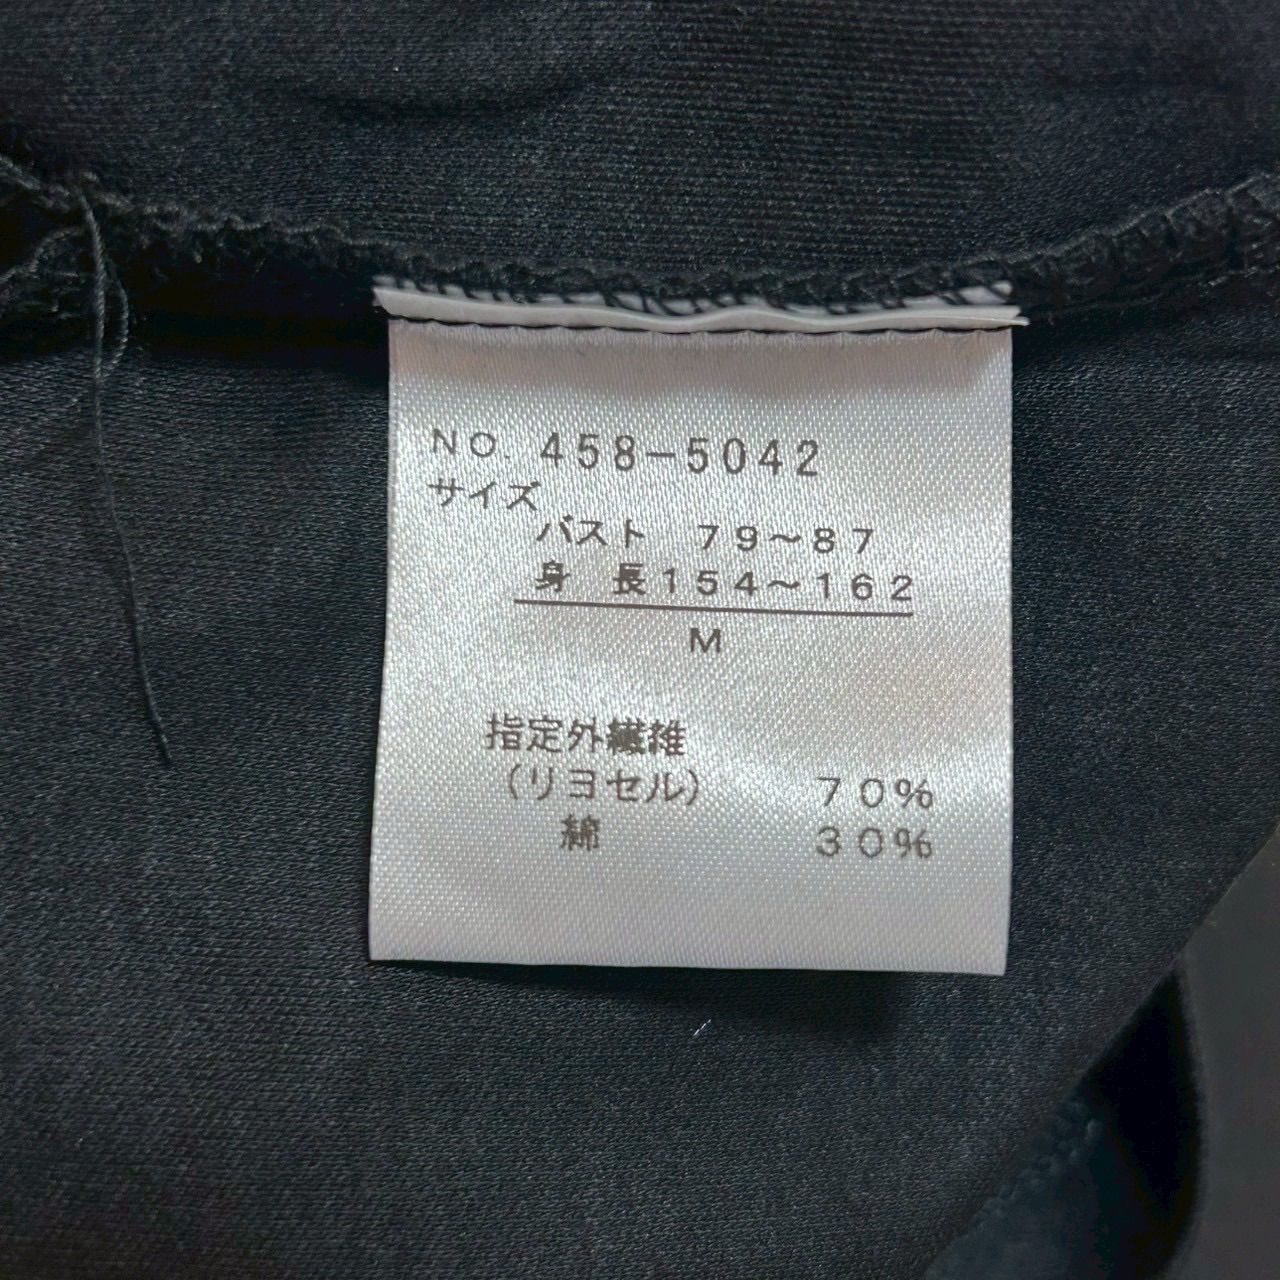 NO. 458-5042
サイズ
バスト 79~87
身 長154~162
M
指定外繊維
(リヨセル) 70%
綿 30%